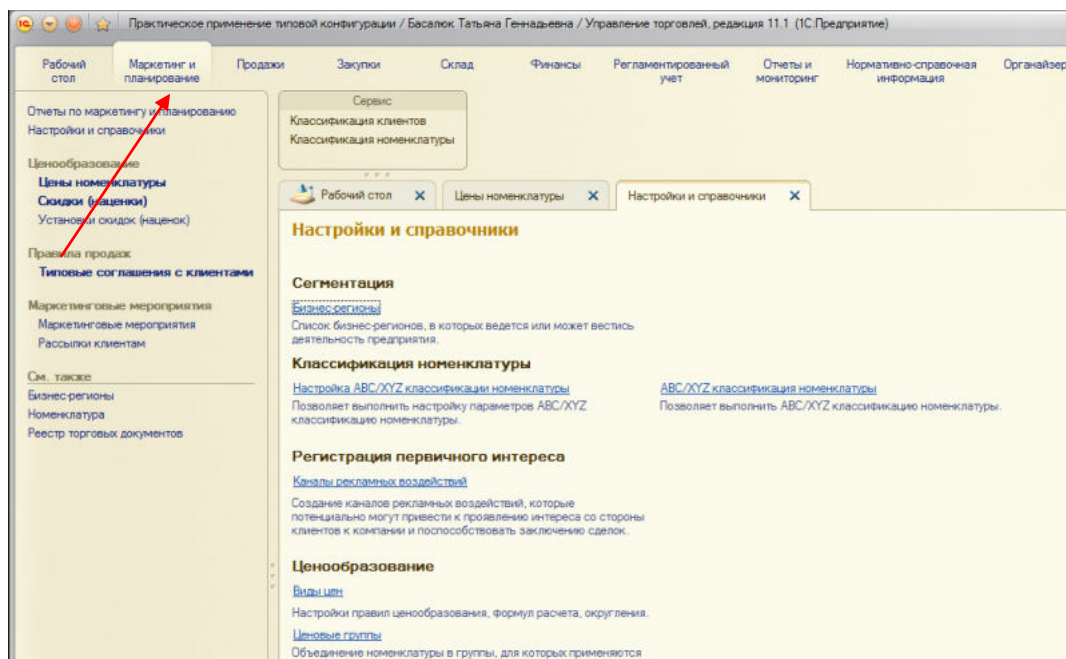 Практическое применение типовой конфигурации / Басалюк Татьяна Геннадьевна / Управление торговлей, редакция 11.1 (1С:Предприятие)
Рабочий стол
Маркетинг и планирование
Продажи
Закупки
Склад
Финансы
Регламентированный учет
Отчеты и мониторинг
Нормативно-справочная информация
Органайзер
Отчеты по маркетингу и планированию
Настройки и справочники
Ценообразование
Цены номенклатуры
Скидки (наценки)
Установки скидок (наценок)
Правила продаж
Типовые соглашения с клиентами
Маркетинговые мероприятия
Маркетинговые мероприятия
Рассылки клиентам
См. также
Бизнес-регионы
Номенклатура
Реестр торговых документов
Сервис
Классификация клиентов
Классификация номенклатуры
Рабочий стол
Цены номенклатуры
Настройки и справочники
Настройки и справочники
Сегментация
Бизнес-регионы
Список бизнес-регионов, в которых ведется или может вестись
деятельность предприятия.
Классификация номенклатуры
Настройка ABC/XYZ классификации номенклатуры
Позволяет выполнить настройку параметров ABC/XYZ
классификацию номенклатуры.
ABC/XYZ классификация номенклатуры
Позволяет выполнить ABC/XYZ классификацию номенклатуры.
Регистрация первичного интереса
Каналы рекламных воздействий
Создание каналов рекламных воздействий, которые
потенциально могут привести к проявлению интереса со стороны
клиентов к компании и поспособствовать заключению сделок.
Ценообразование
Виды цен
Настройки правил ценообразования, формул расчета, округления.
Ценовые группы
Объединение номенклатуры в группы, для которых применяются